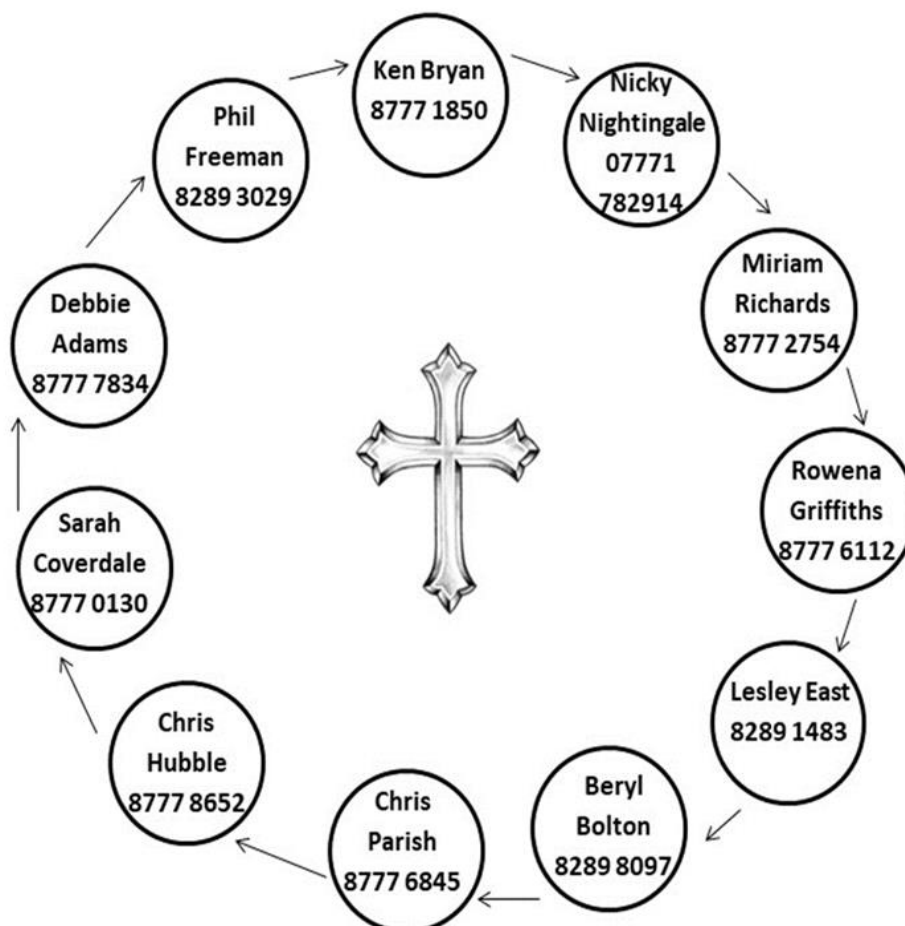 Ken Bryan
8777 1850
Nicky
Nightingale
07771
782914
Miriam
Richards
8777 2754
Rowena
Griffiths
8777 6112
Lesley East
8289 1483
Beryl
Bolton
8289 8097
Chris
Parish
8777 6845
Chris
Hubble
8777 8652
Sarah
Coverdale
8777 0130
Debbie
Adams
8777 7834
Phil
Freeman
8289 3029